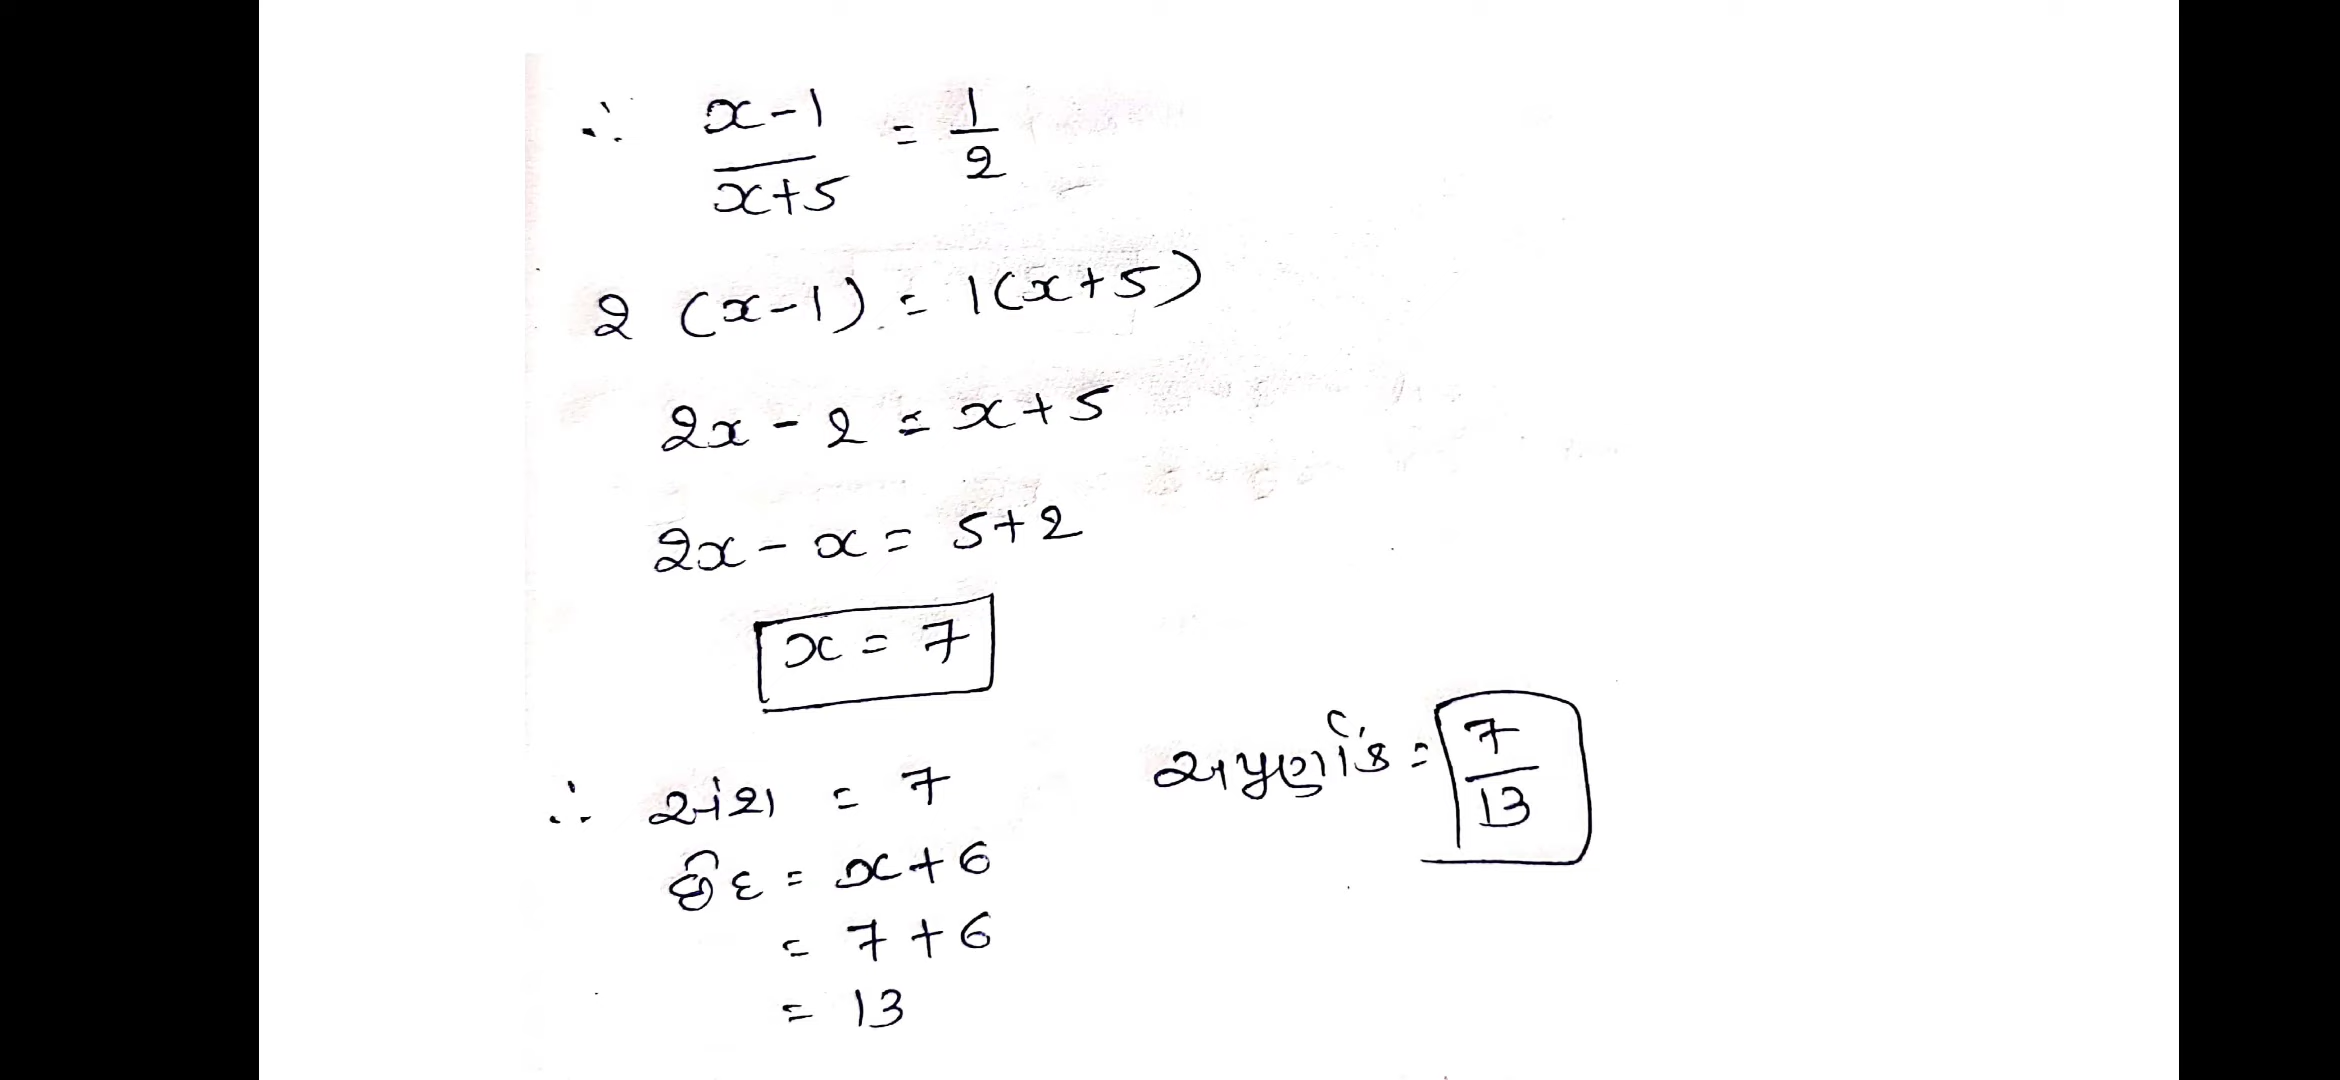 ∴ x-1/x+5 = 1/2
2 (x-1) = 1(x+5)
2x - 2 = x+5
2x - x = 5+2
x = 7
∴ અંશ = 7
છેદ = x+6
= 7+6
= 13
અપુર્ણાંક = 7/13